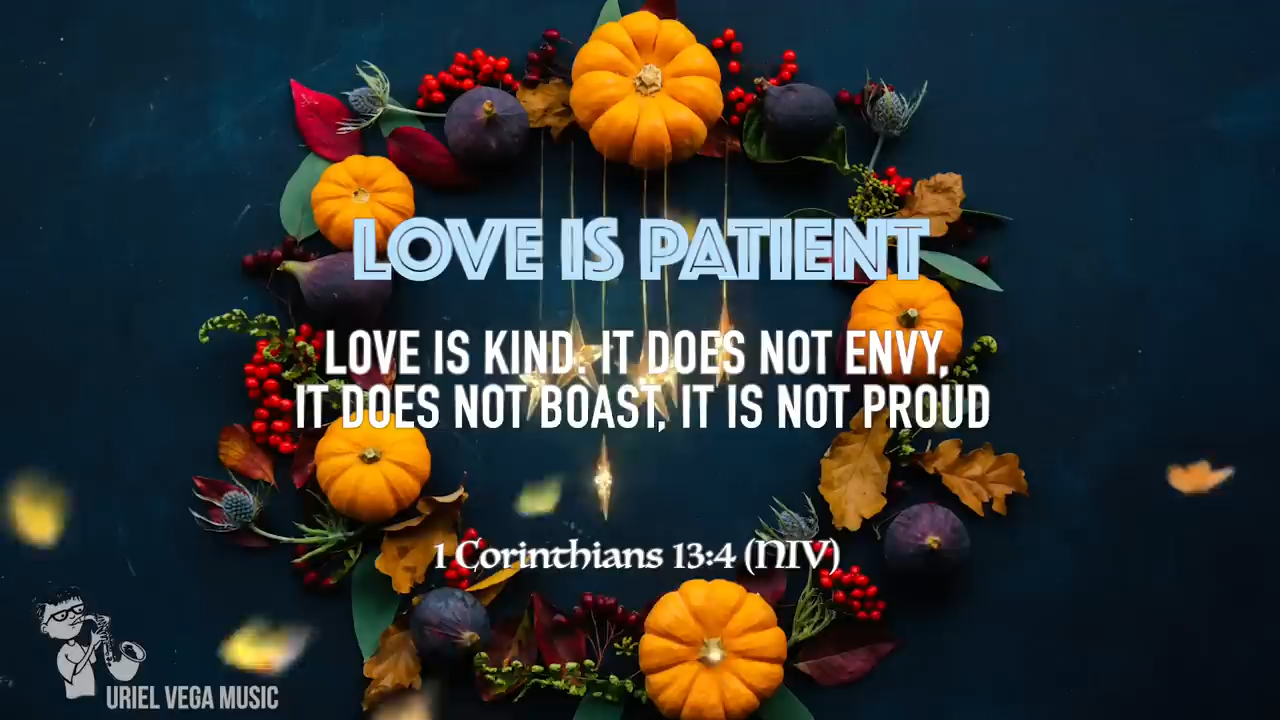 LOVE IS PATIENT
LOVE IS KIND. IT DOES NOT ENVY,
IT DOES NOT BOAST, IT IS NOT PROUD
1 Corinthians 13:4 (NIV)
URIEL VEGA MUSIC